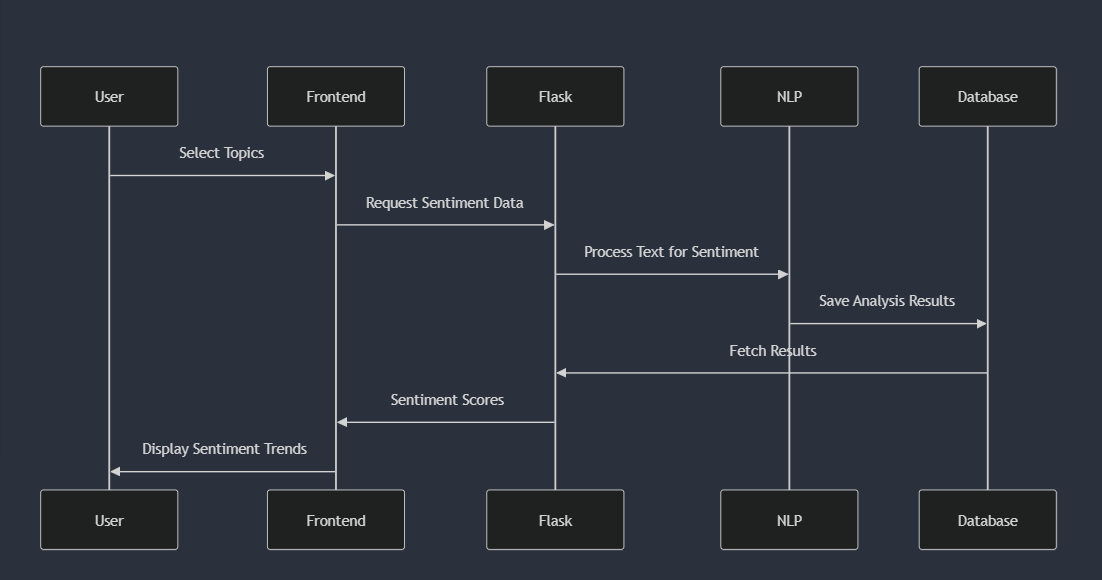 User
Frontend
Flask
NLP
Database
Select Topics
Request Sentiment Data
Process Text for Sentiment
Save Analysis Results
Fetch Results
Sentiment Scores
Display Sentiment Trends
User
Frontend
Flask
NLP
Database